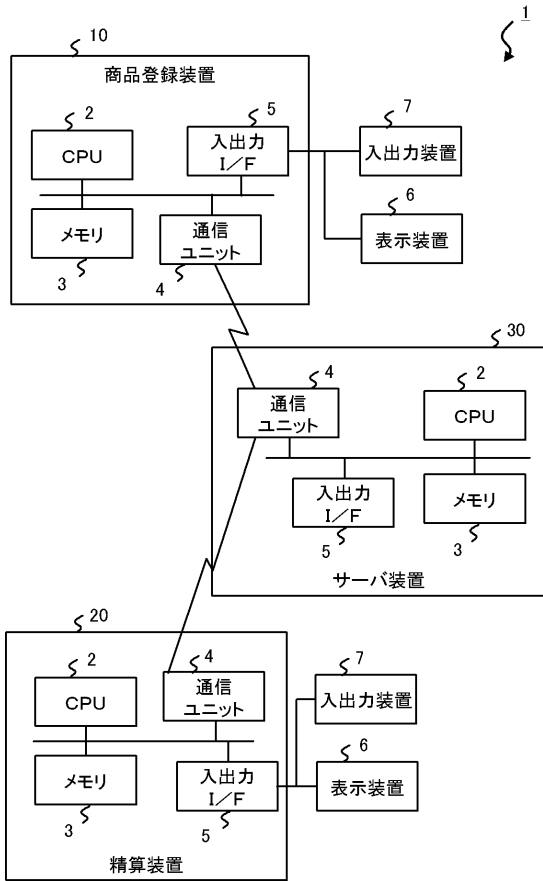 1
10
商品登録装置
2
CPU
5
入出力
I/F
7
入出力装置
メモリ
3
通信
ユニット
4
6
表示装置
30
4
通信
ユニット
2
CPU
入出力
I/F
5
メモリ
3
サーバ装置
20
2
CPU
4
通信
ユニット
7
入出力装置
メモリ
3
入出力
I/F
5
6
表示装置
精算装置